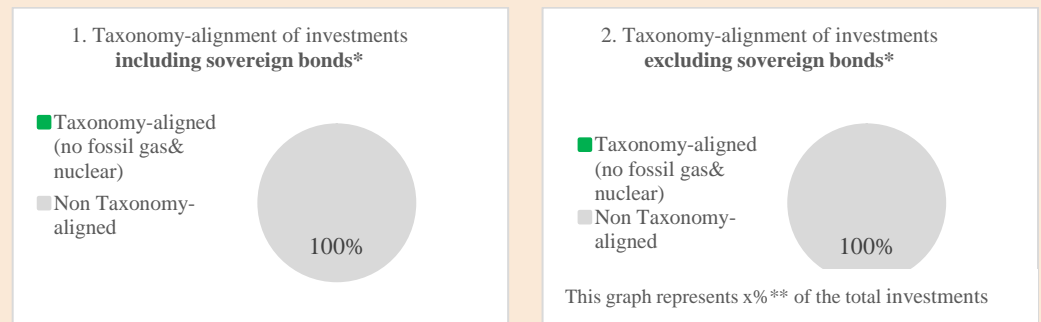 1. Taxonomy-alignment of investments
including sovereign bonds*
Taxonomy-aligned
(no fossil gas&
nuclear)
Non Taxonomy-
aligned
100%
2. Taxonomy-alignment of investments
excluding sovereign bonds*
Taxonomy-aligned
(no fossil gas&
nuclear)
Non Taxonomy-
aligned
100%
This graph represents x%** of the total investments